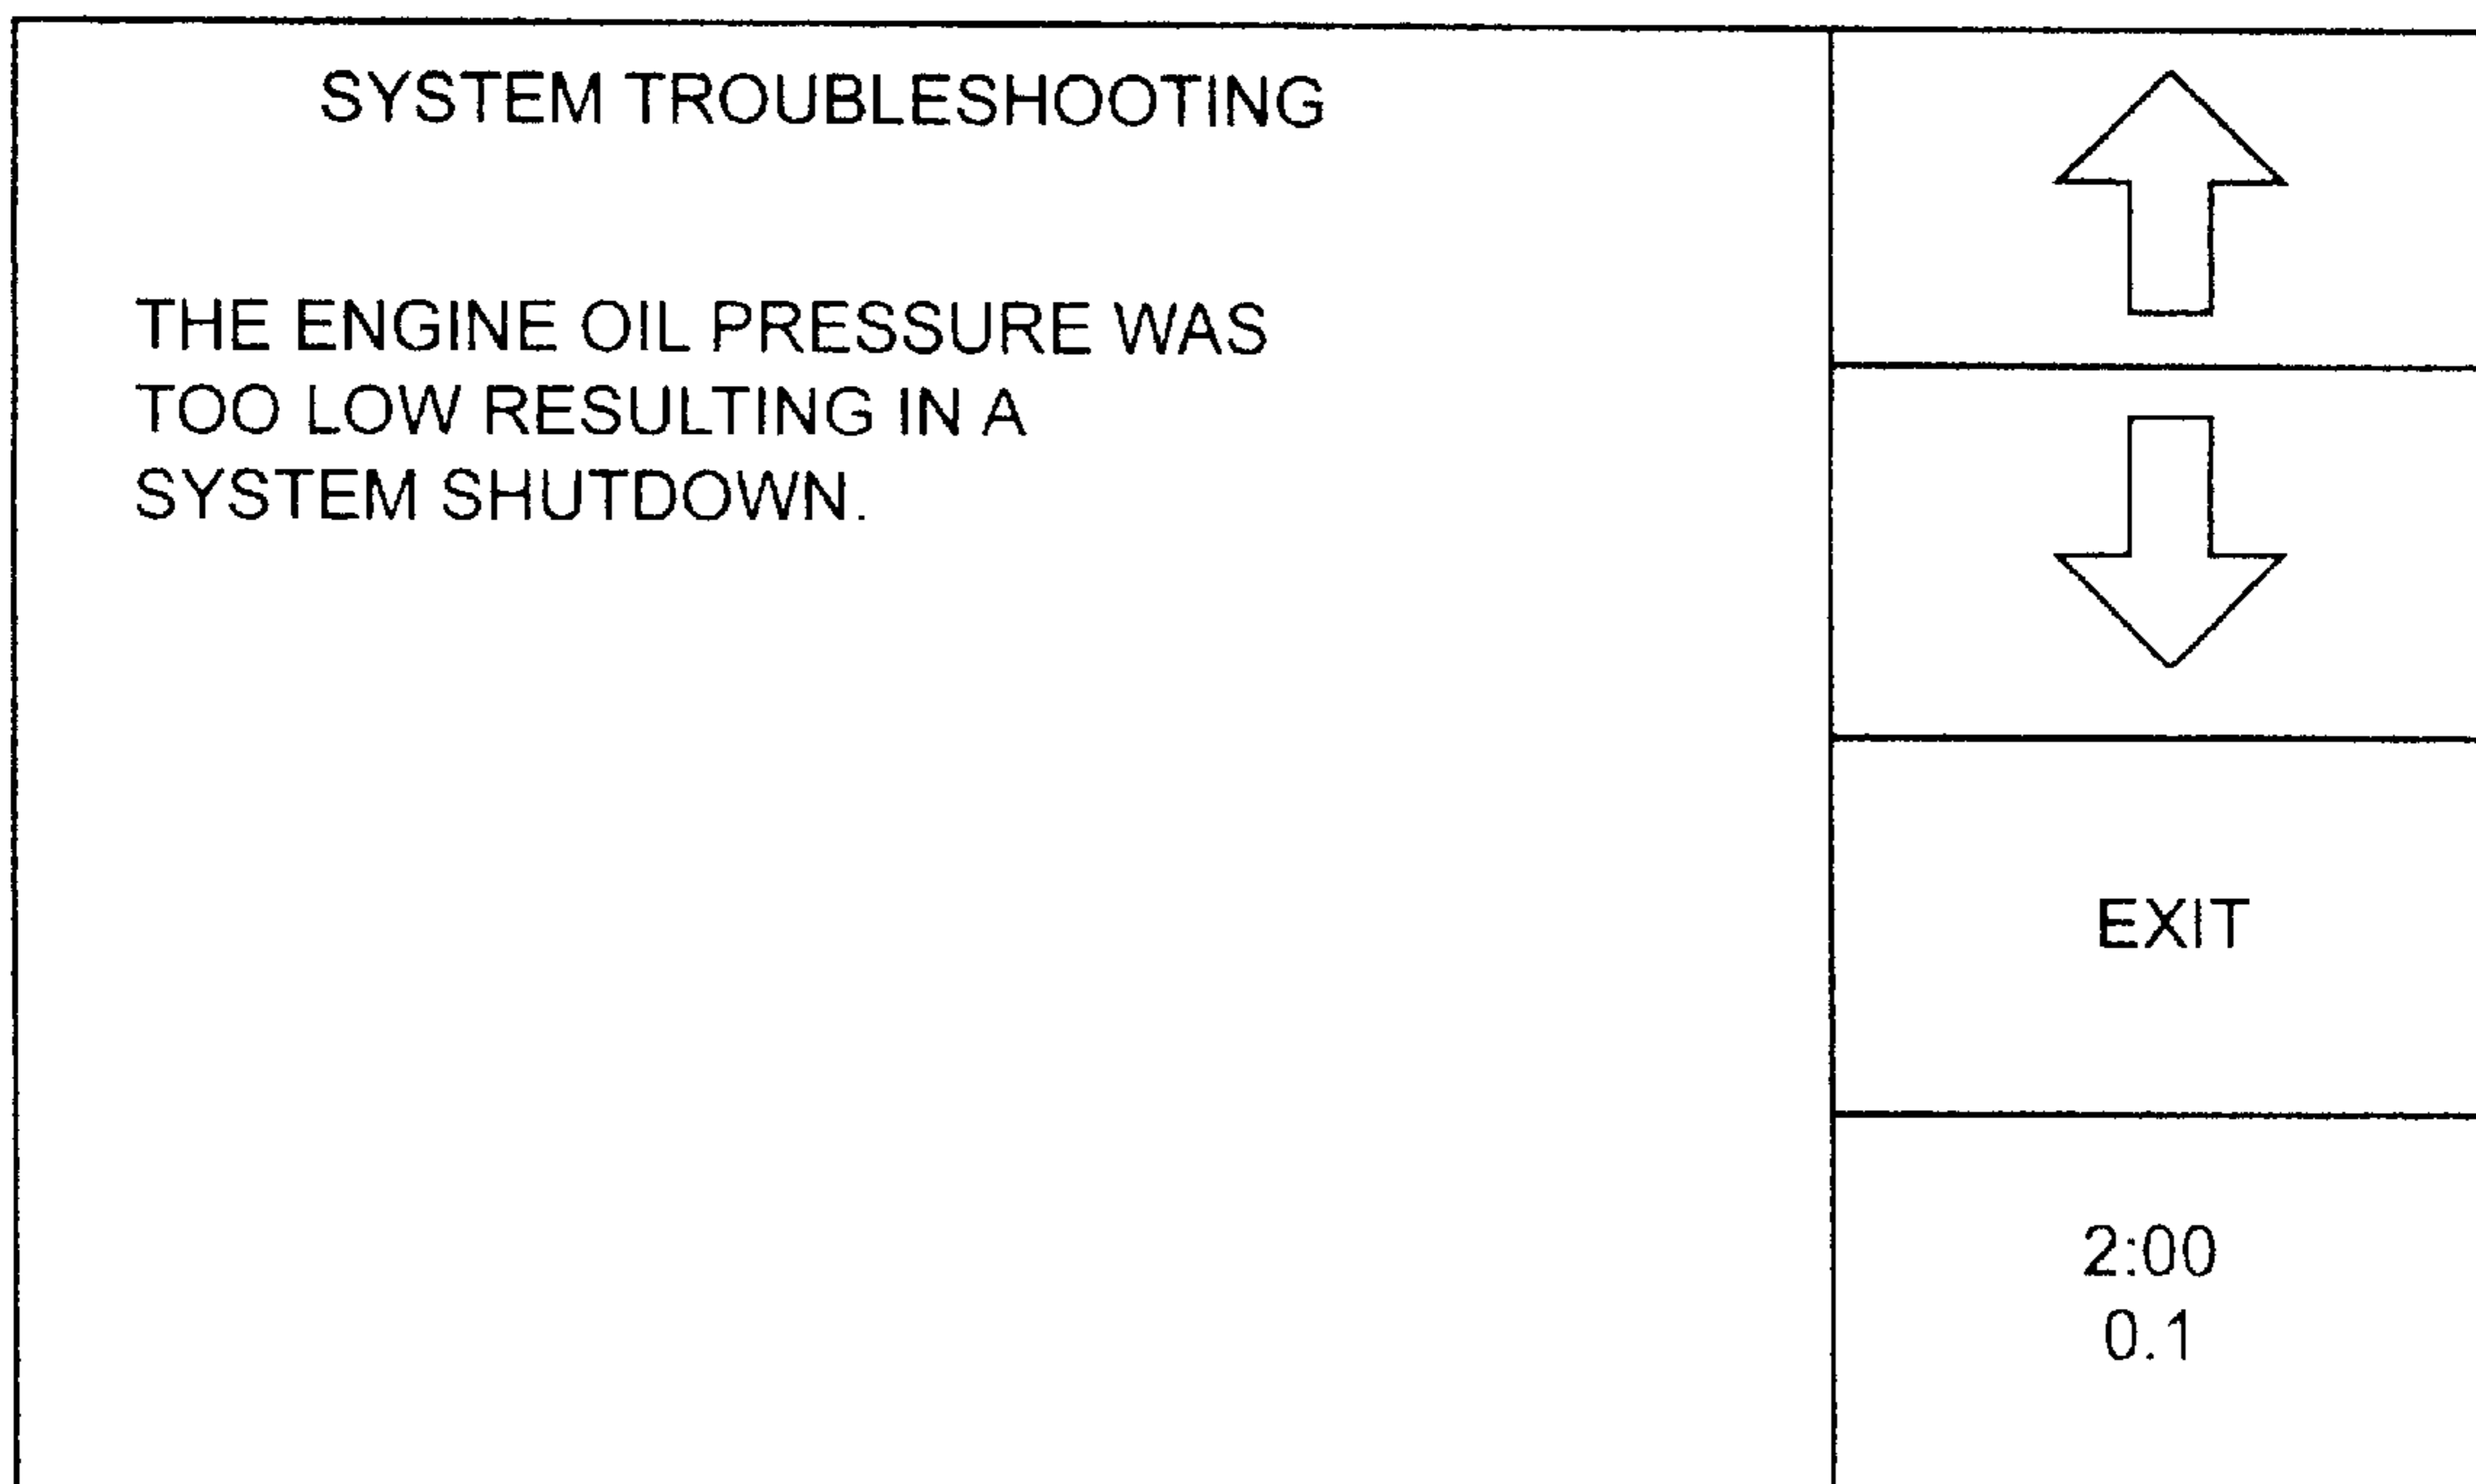 SYSTEM TROUBLESHOOTING
THE ENGINE OIL PRESSURE WAS
TOO LOW RESULTING IN A
SYSTEM SHUTDOWN.
EXIT
2:00
0.1